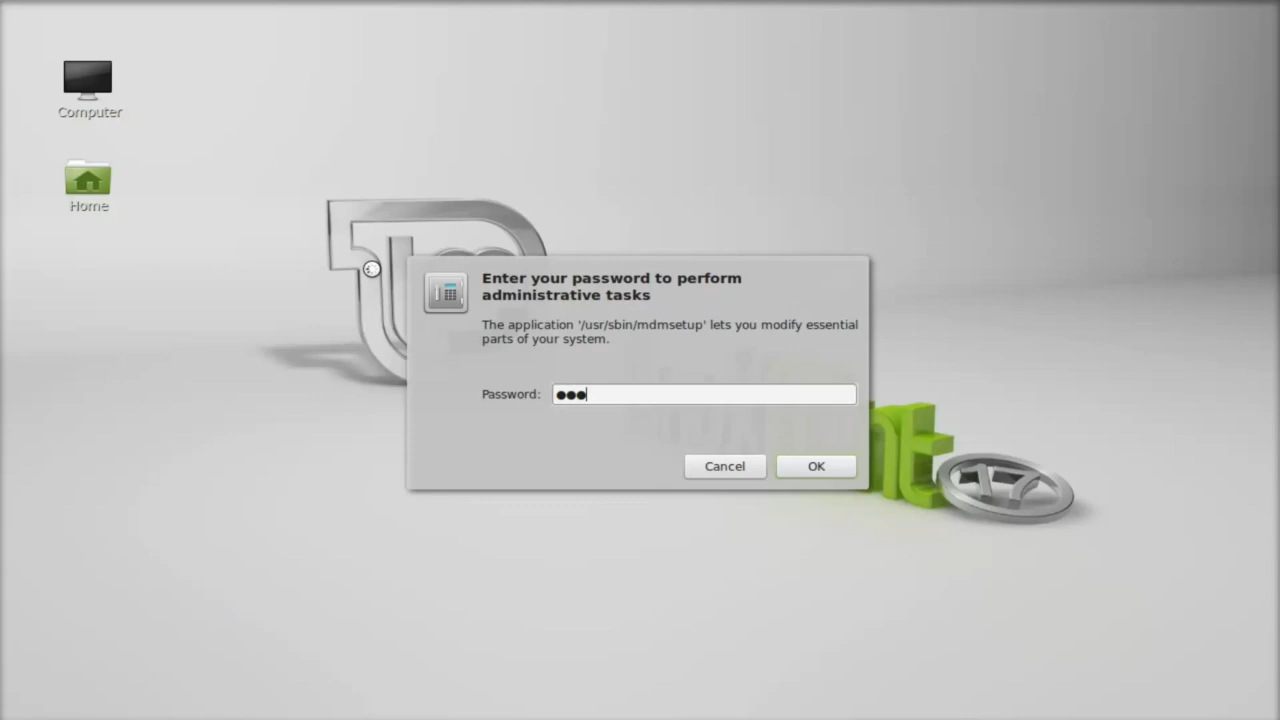 Computer
Home
Enter your password to perform
administrative tasks
The application '/usr/sbin/mdmsetup' lets you modify essential
parts of your system.
Password: ●●●
Cancel
OK
nt
17